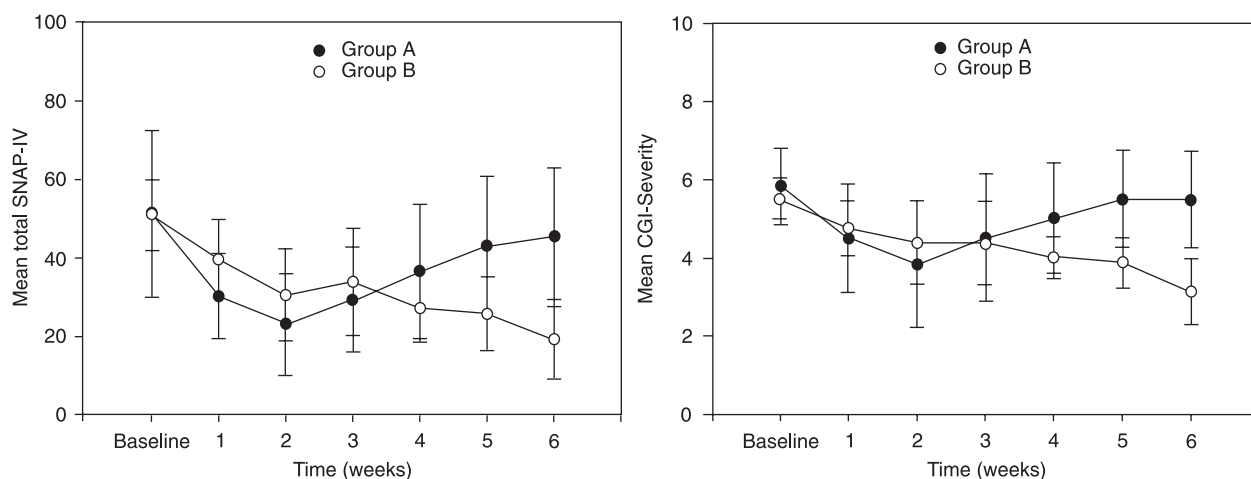 Mean total SNAP-IV
100
80
60
40
20
0
Group A
Group B
Baseline 1 2 3 4 5 6
Time (weeks)
Mean CGI-Severity
10
8
6
4
2
0
Group A
Group B
Baseline 1 2 3 4 5 6
Time (weeks)